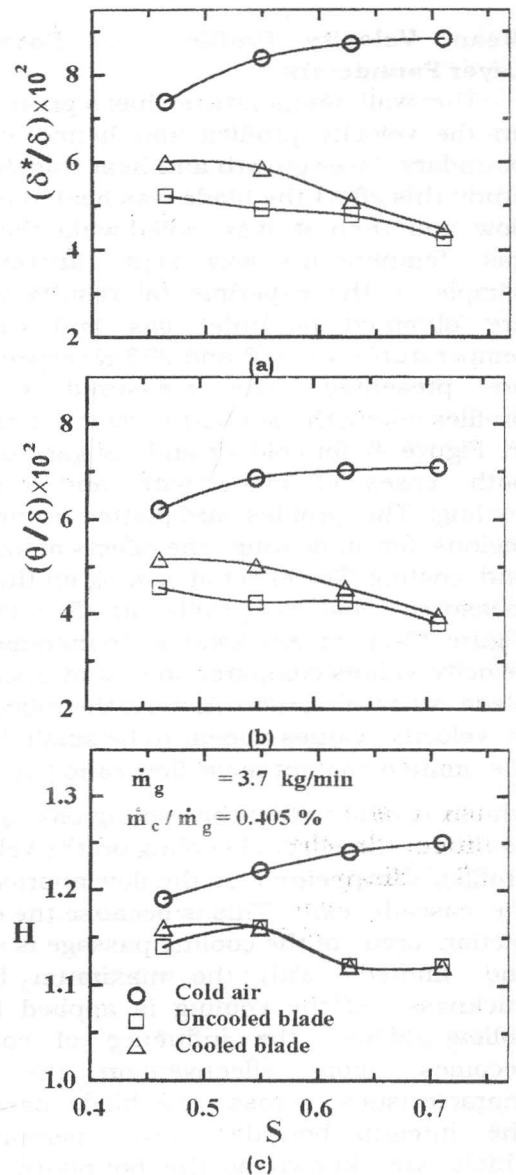 (δ*/δ))×10²
8
6
4
2
(a)
(θ/δ))×10²
8
6
4
2
(b)
ṁg = 3.7 kg/min
ṁc / ṁg = 0.405 %
H
1.3
1.2
1.1
1.0
Cold air
Uncooled blade
Cooled blade
0.4 0.5 0.6 0.7
S
(c)